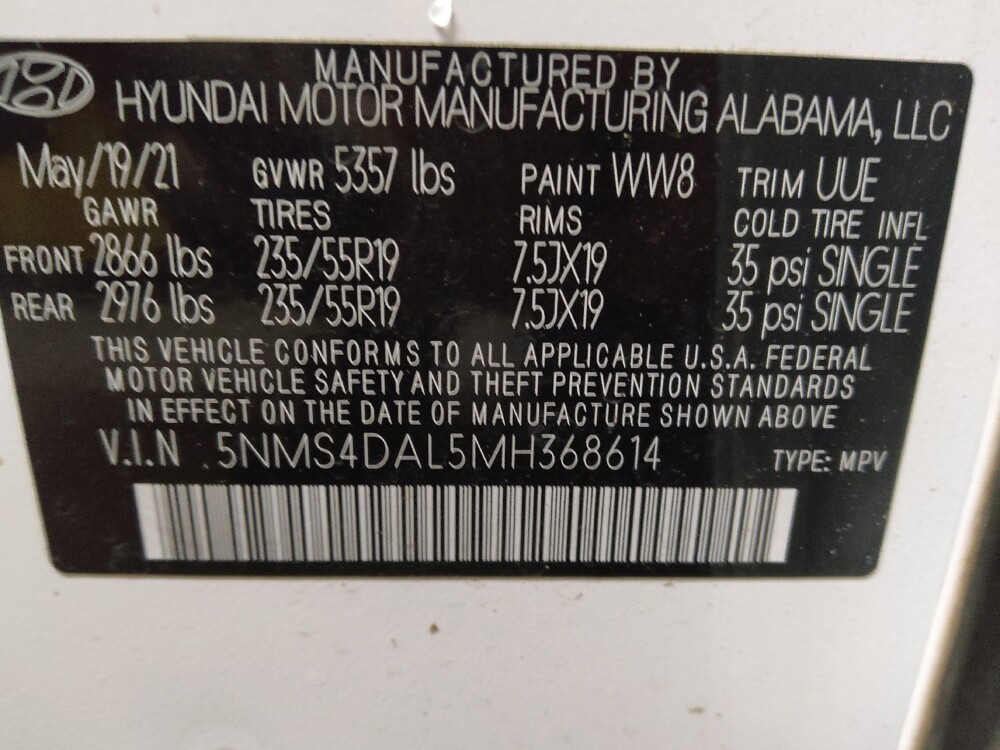 MANUFACTURED BY
HYUNDAI MOTOR MANUFACTURING ALABAMA, LLC
May/19/21 GVWR 5357 lbs PAINT WW8 TRIM UUE
GAWR TIRES RIMS COLD TIRE INFL
FRONT 2866 lbs 235/55R19 7.5JX19 35 psi SINGLE
REAR 2976 lbs 235/55R19 7.5JX19 35 psi SINGLE
THIS VEHICLE CONFORMS TO ALL APPLICABLE U.S.A. FEDERAL
MOTOR VEHICLE SAFETY AND THEFT PREVENTION STANDARDS
IN EFFECT ON THE DATE OF MANUFACTURE SHOWN ABOVE
V.I.N . 5NMS4DAL5MH368614 TYPE: MPV